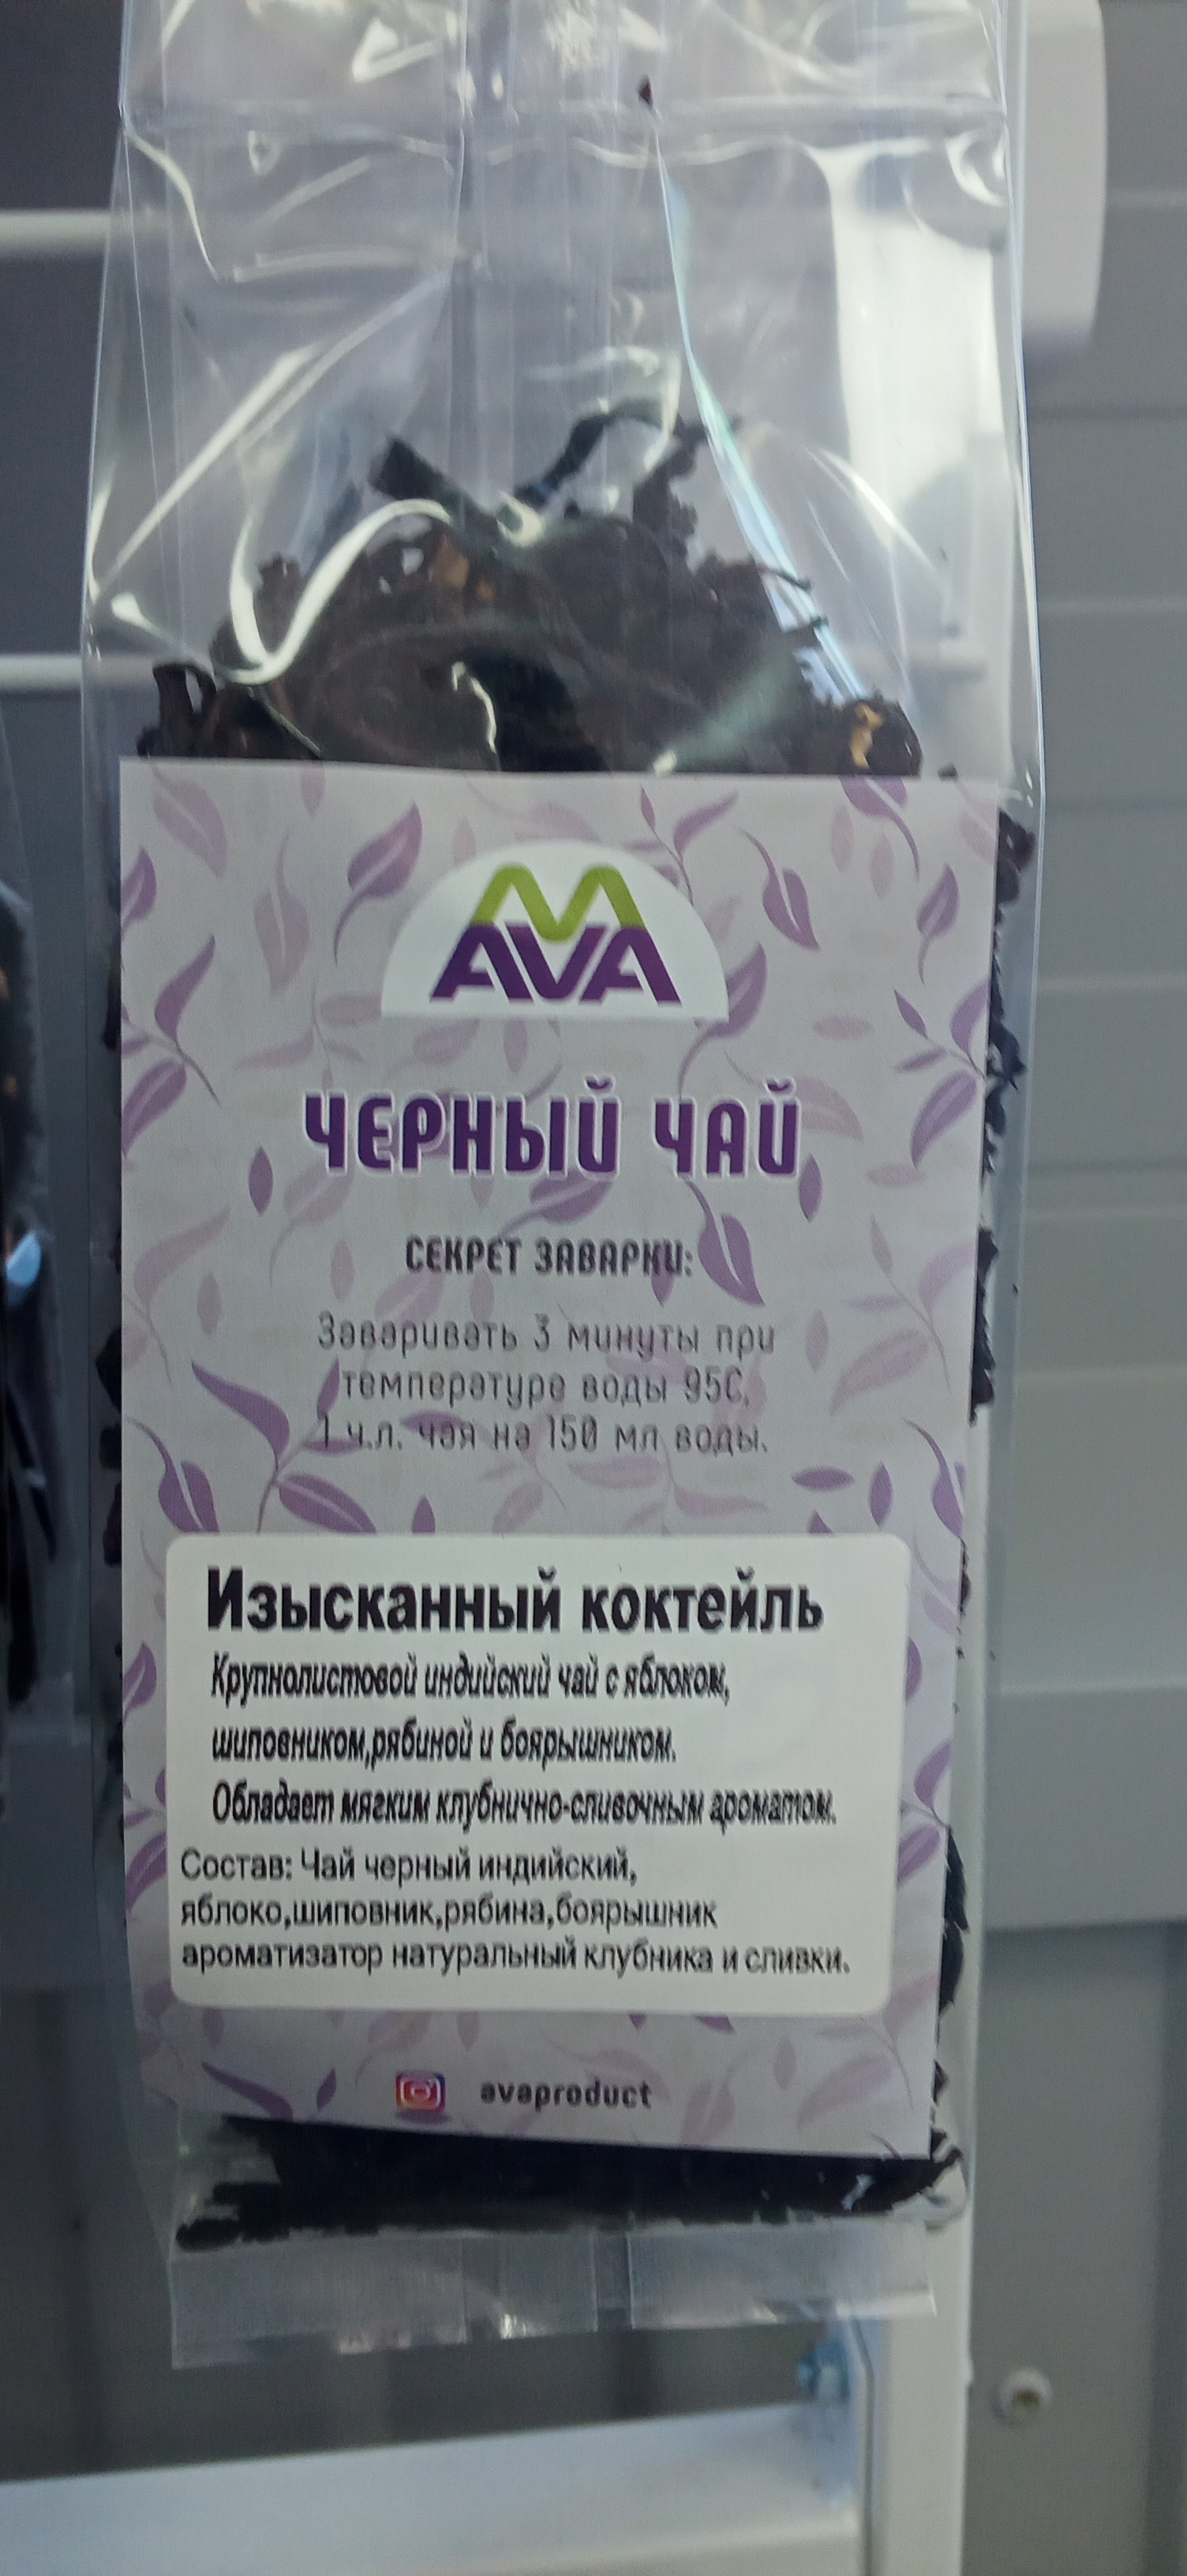 AVA
ЧЕРНЫЙ ЧАЙ
СЕКРЕТ ЗАВАРКИ:
Заваривать 3 минуты при
температуре воды 95С,
1 ч.л. чая на 150 мл воды.
Изысканный коктейль
Крупнолистовой индийский чай с яблоком,
шиповником,рябиной и боярышником.
Обладает мягким клубнично-сливочным ароматом.
Состав: Чай черный индийский,
яблоко,шиповник,рябина,боярышник
ароматизатор натуральный клубника и сливки.
avaproduct